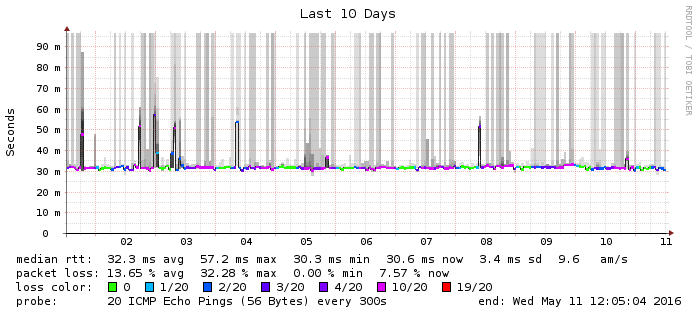 Last 10 Days
RRDTOOL / TOBI OETIKER
Seconds
90 m
80 m
70 m
60 m
50 m
40 m
30 m
20 m
10 m
0
02 03 04 05 06 07 08 09 10 11
median rtt: 32.3 ms avg 57.2 ms max 30.3 ms min 30.6 ms now 3.4 ms sd 9.6 am/s
packet loss: 13.65 % avg 32.28 % max 0.00 % min 7.57 % now
loss color: 0 1/20 2/20 3/20 4/20 10/20 19/20
probe: 20 ICMP Echo Pings (56 Bytes) every 300s end: Wed May 11 12:05:04 2016